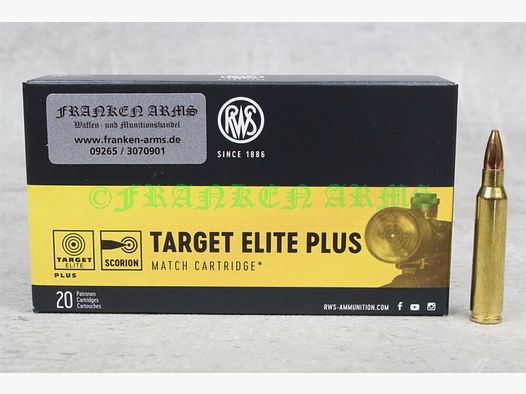 FRANKEN ARMS
Waffen- und Munitionshandel
www.franken-arms.de
09265 / 3070901
RWS
SINCE 1886
©FRANKEN ARMS
TARGET
ELITE
PLUS
SCORION
TARGET ELITE PLUS
MATCH CARTRIDGE*
20 Patronen
Cartridges
Cartouches
RWS-AMMUNITION.COM